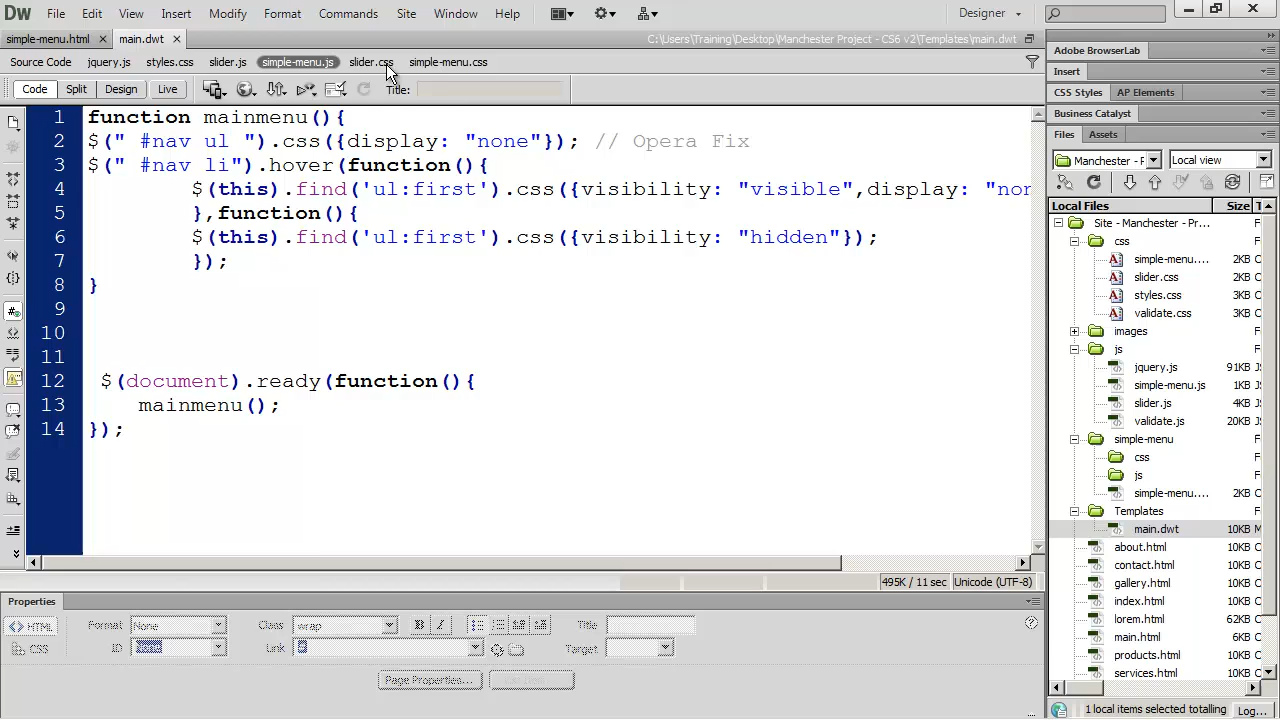 DW File Edit View Insert Modify Format Commands Site Window Help Designer
simple-menu.html main.dwt C:\Users\Training\Desktop\Manchester Project - CS6 v2\Templates\main.dwt
Source Code jquery.js styles.css slider.js simple-menu.js slider.css simple-menu.css
Code Split Design Live Title:
1 function mainmenu(){
2 $(" #nav ul ").css({display: "none"}); // Opera Fix
3 $(" #nav li").hover(function(){
4 $(this).find('ul:first').css({visibility: "visible",display: "non
5 },function(){
6 $(this).find('ul:first').css({visibility: "hidden"});
7 });
8 }
9
10
11
12 $(document).ready(function(){
13 mainmenu();
14 });
495K / 11 sec Unicode (UTF-8)
Properties
HTML Format None Class wrap B I Title
CSS ID Link Target
Adobe BrowserLab
Insert
CSS Styles AP Elements
Business Catalyst
Files Assets
Manchester - F Local view
Local Files Size T
Site - Manchester - Pr... F
css F
simple-menu.... 2KB C
slider.css 2KB C
styles.css 3KB C
validate.css 3KB C
images F
js F
jquery.js 91KB J
simple-menu.js 1KB J
slider.js 4KB J
validate.js 20KB J
simple-menu F
css F
js F
simple-menu.... 2KB C
Templates F
main.dwt 10KB M
about.html 10KB C
contact.html 10KB C
gallery.html 10KB C
index.html 10KB C
lorem.html 62KB C
main.html 6KB C
products.html 10KB C
services.html 10KB C
1 local items selected totalling Log...